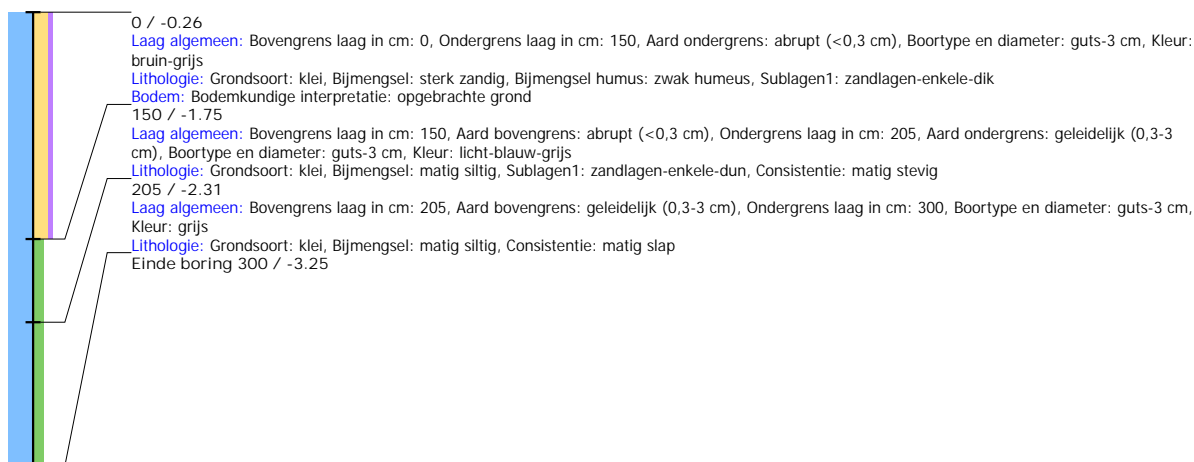 0 / -0.26
Laag algemeen: Bovengrens laag in cm: 0, Ondergrens laag in cm: 150, Aard ondergrens: abrupt (<0,3 cm), Boortype en diameter: guts-3 cm, Kleur:
bruin-grijs
Lithologie: Grondsoort: klei, Bijmengsel: sterk zandig, Bijmengsel humus: zwak humeus, Sublagen1: zandlagen-enkele-dik
Bodem: Bodemkundige interpretatie: opgebrachte grond
150 / -1.75
Laag algemeen: Bovengrens laag in cm: 150, Aard bovengrens: abrupt (<0,3 cm), Ondergrens laag in cm: 205, Aard ondergrens: geleidelijk (0,3-3
cm), Boortype en diameter: guts-3 cm, Kleur: licht-blauw-grijs
Lithologie: Grondsoort: klei, Bijmengsel: matig siltig, Sublagen1: zandlagen-enkele-dun, Consistentie: matig stevig
205 / -2.31
Laag algemeen: Bovengrens laag in cm: 205, Aard bovengrens: geleidelijk (0,3-3 cm), Ondergrens laag in cm: 300, Boortype en diameter: guts-3 cm,
Kleur: grijs
Lithologie: Grondsoort: klei, Bijmengsel: matig siltig, Consistentie: matig slap
Einde boring 300 / -3.25